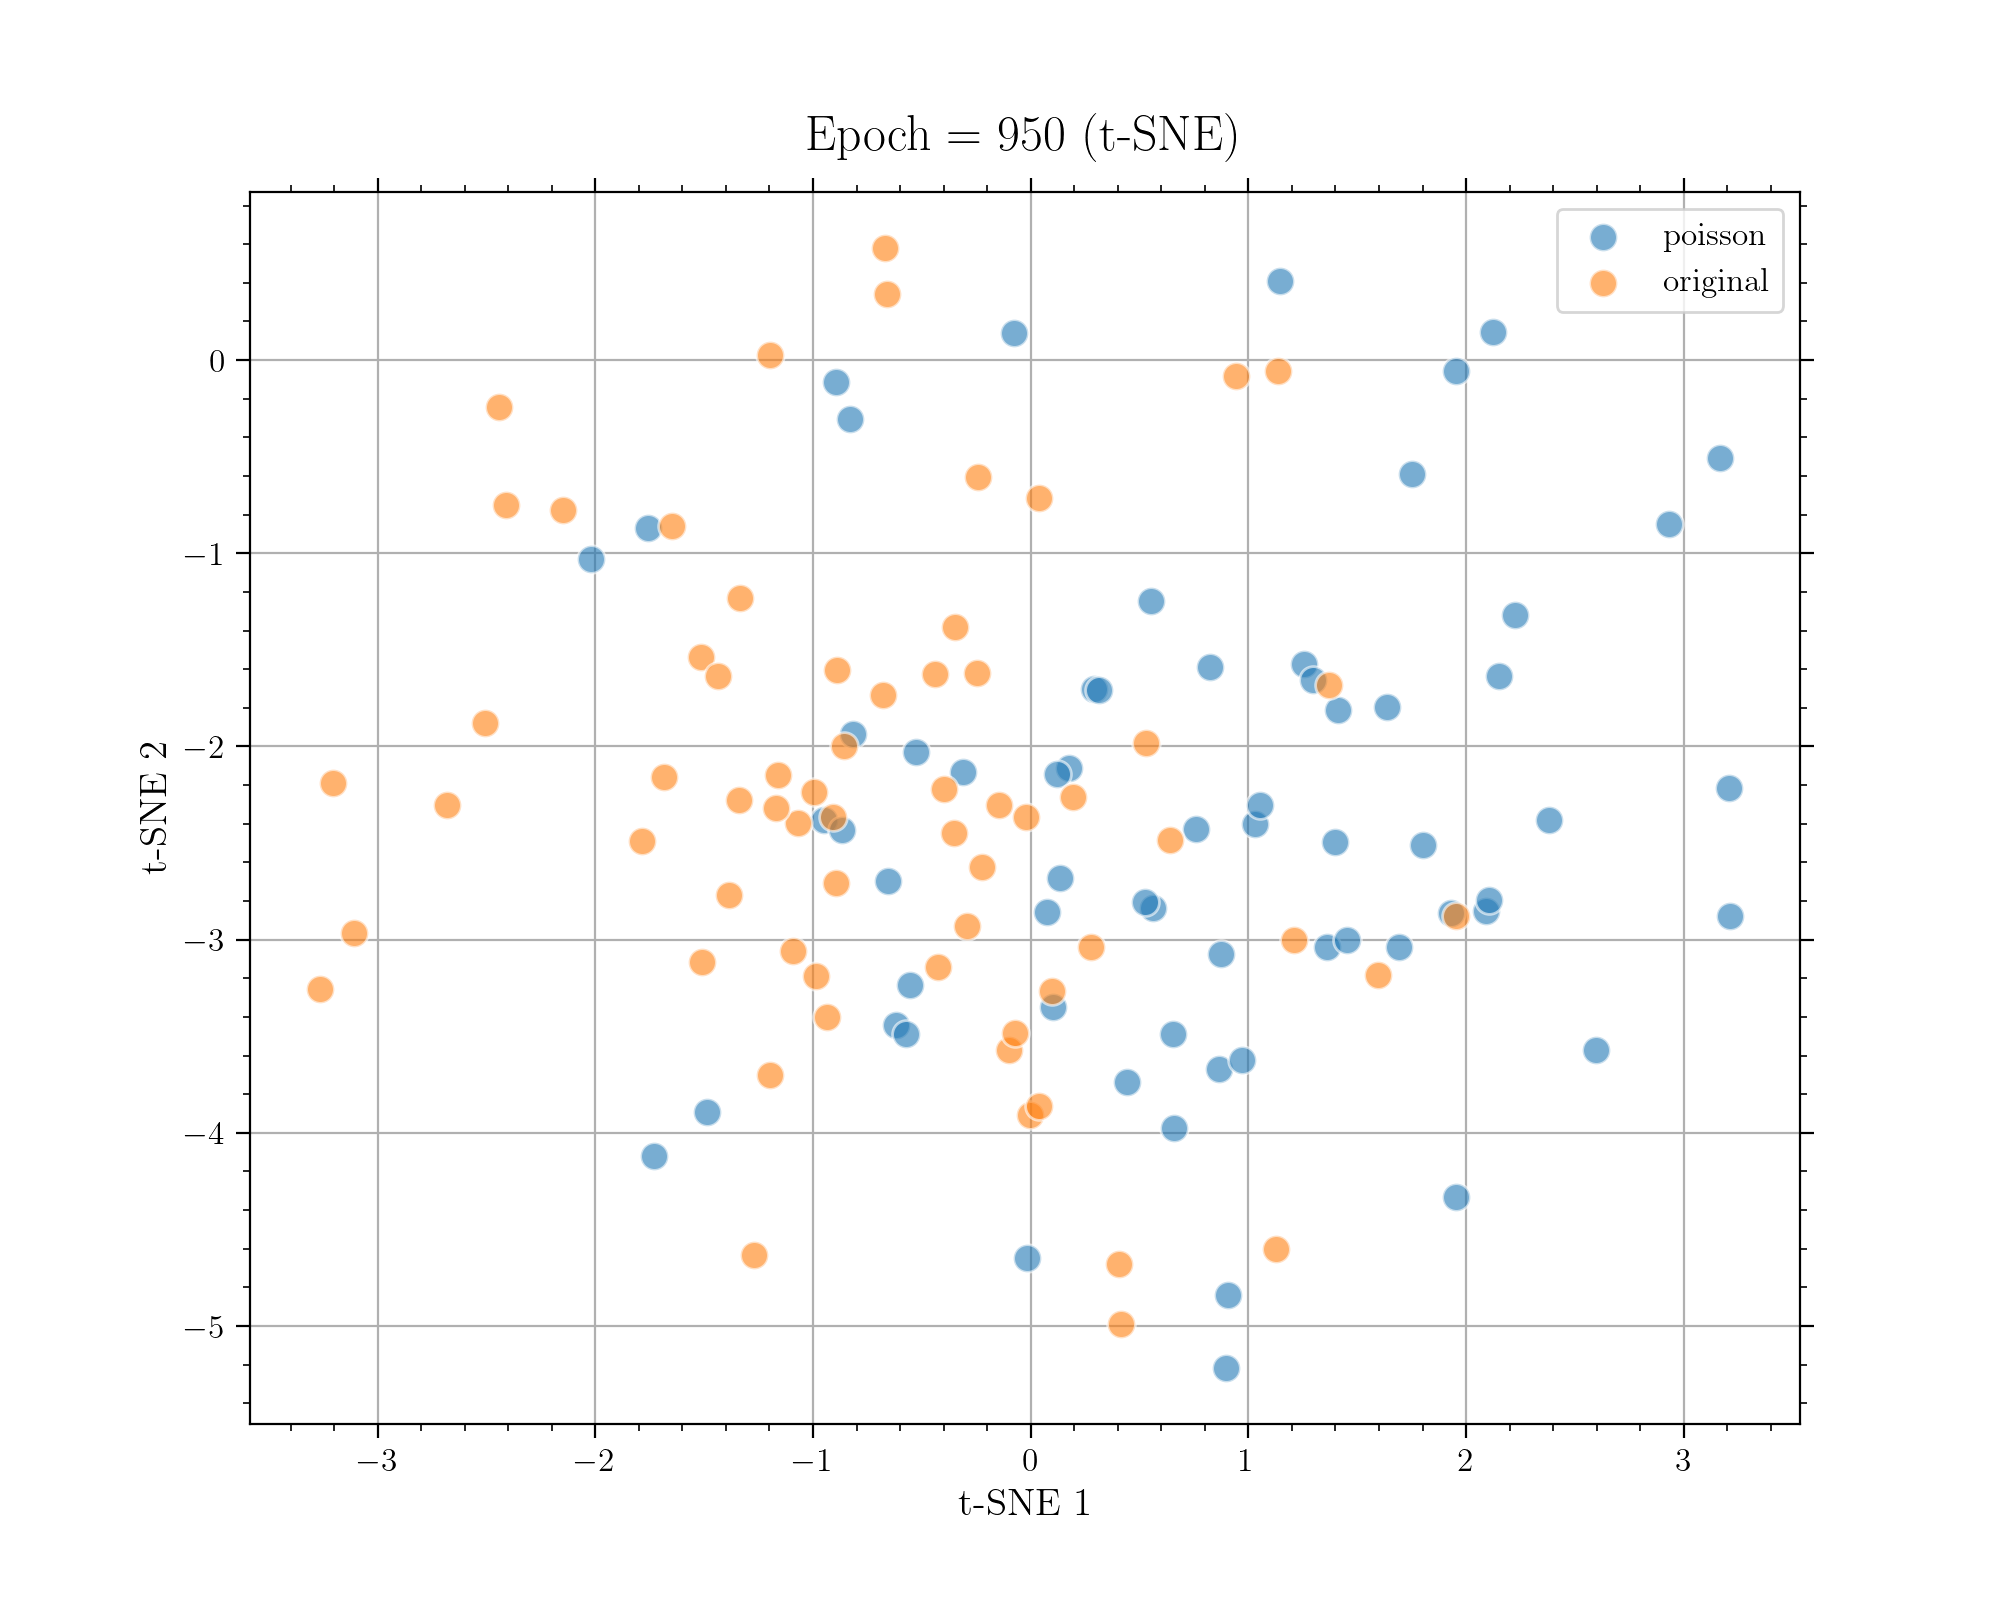 Epoch = 950 (t-SNE)
poisson
original
0
−1
−2
−3
−4
−5
t-SNE 2
−3 −2 −1 0 1 2 3
t-SNE 1